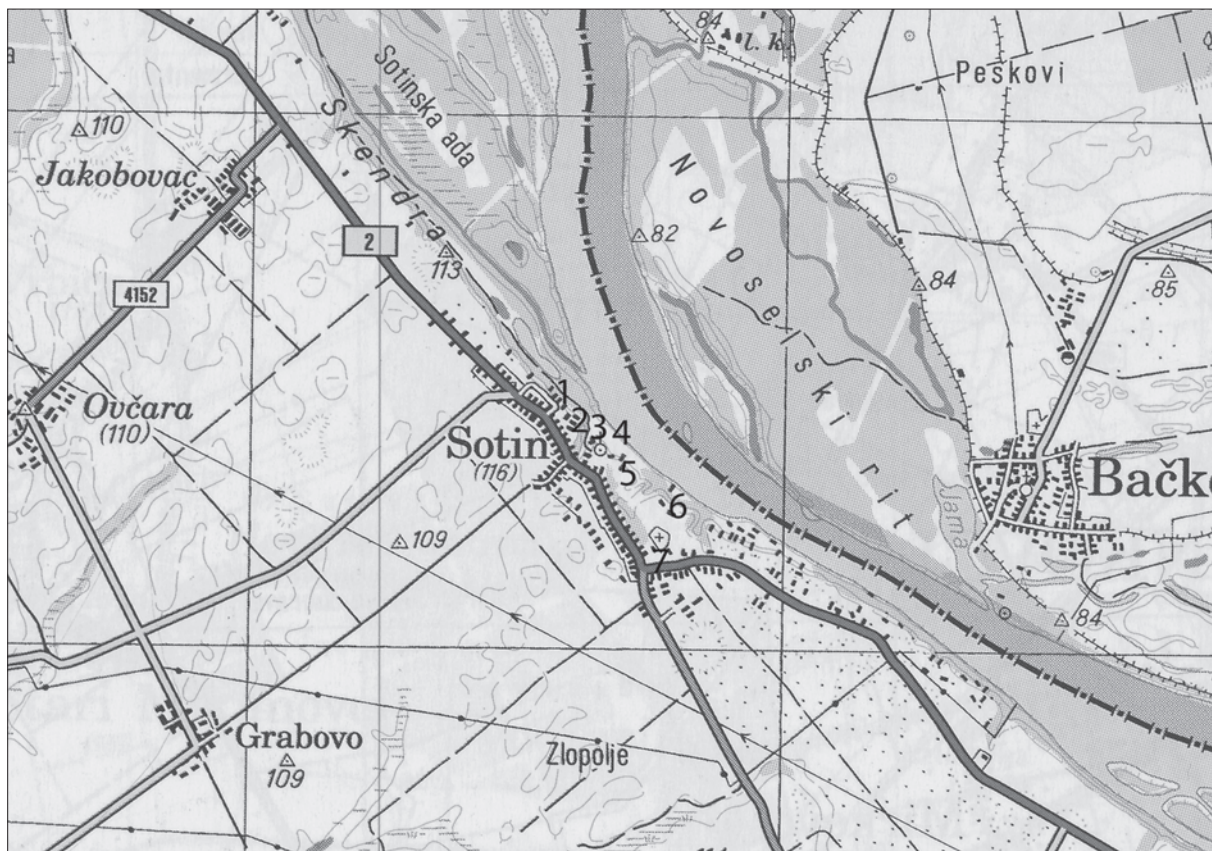 84
l. k.
Peskovi
Sotinska ada
Skendra
110
Jakobovac
Novoselski rit
82
2
113
84
85
4152
Ovčara
(110)
1
2
3
4
Sotin
(116)
5
Bačko
6
Jama
109
7
84
Grabovo
Zlopolje
109